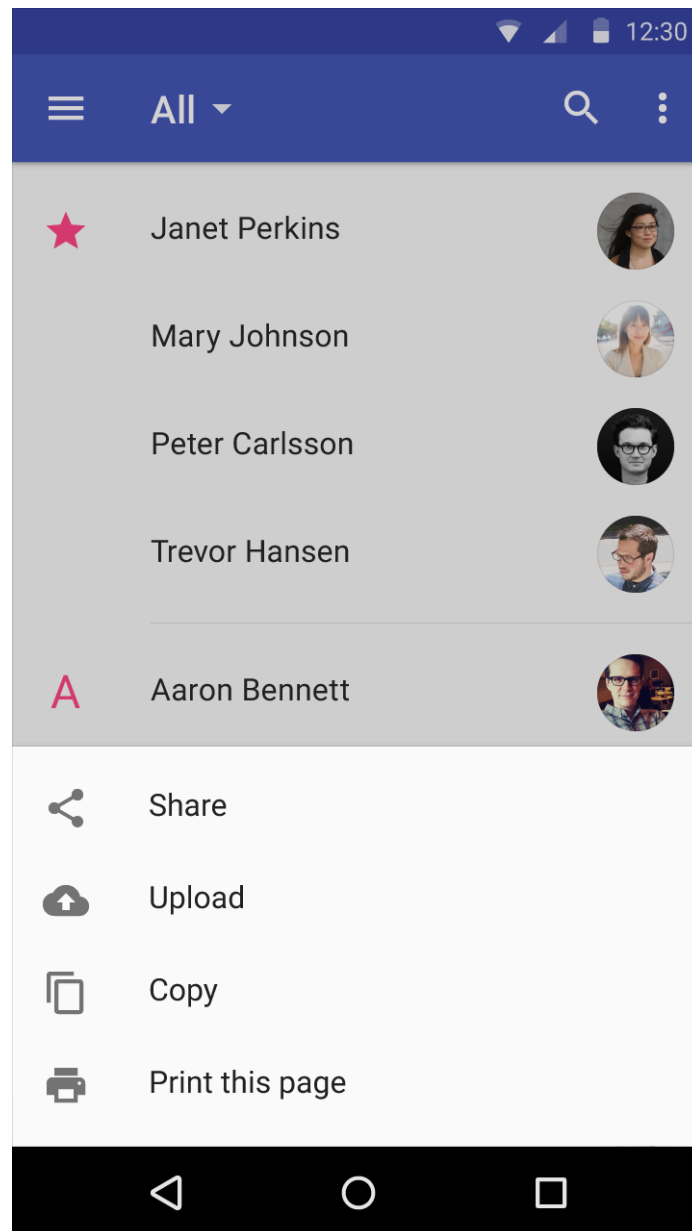 12:30
All
Janet Perkins
Mary Johnson
Peter Carlsson
Trevor Hansen
A
Aaron Bennett
Share
Upload
Copy
Print this page